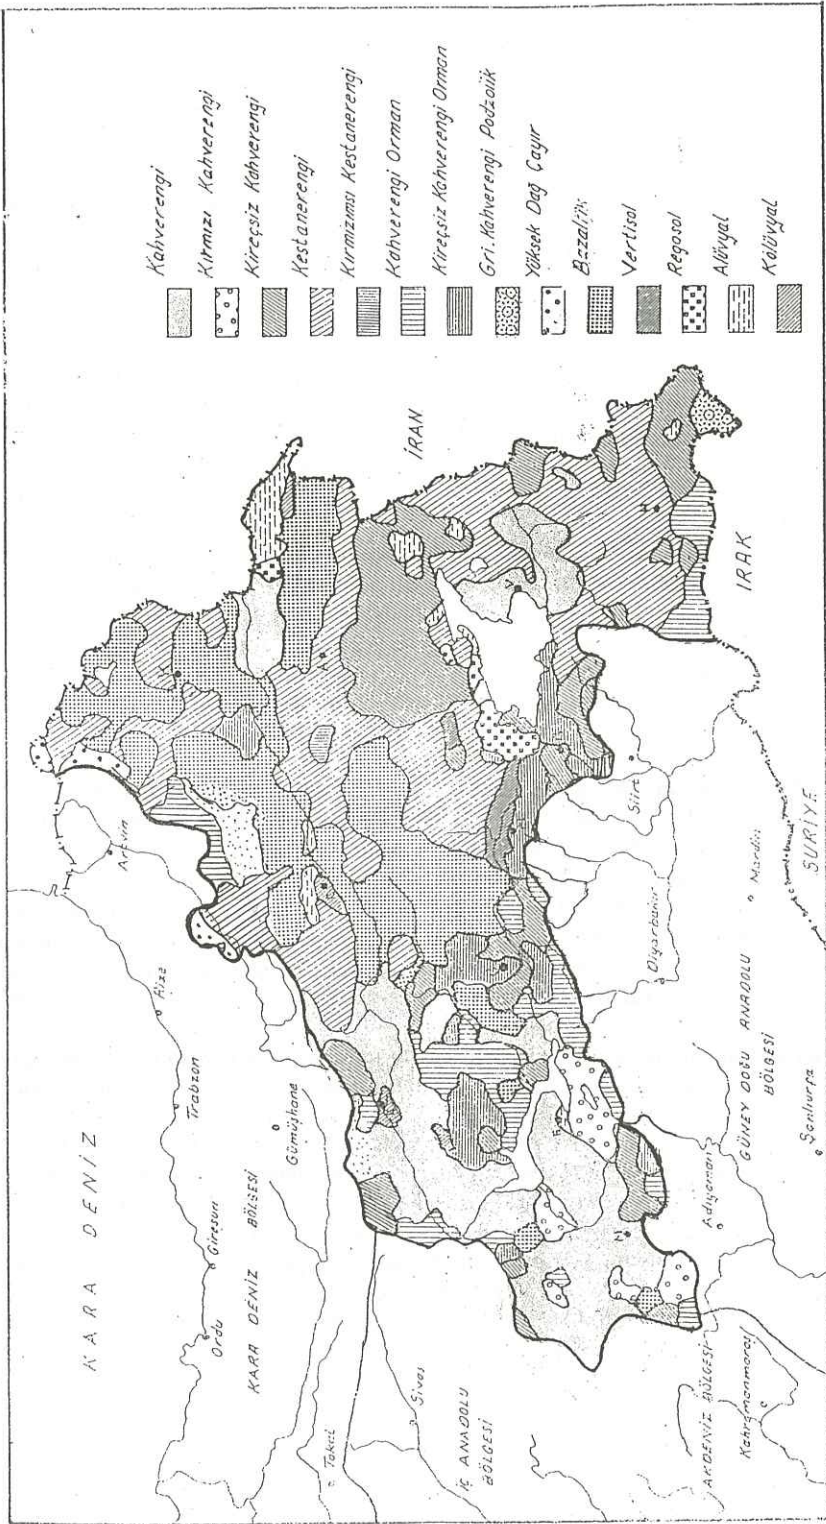 Kahverengi
Kırmızı Kahverengi
Kireçsiz Kahverengi
Kestanerengi
Kırmızımsı Kestanerengi
Kahverengi Orman
Kireçsiz Kahverengi Orman
Gri.Kahverengi Podzolik
Yüksek Dağ Çayır
Bazaltik
Vertisol
Regosol
Alüvyal
Kolüvyal
KARA DENİZ
Ordu
Giresun
Trabzon
Rize
Artvin
KARA DENİZ BÖLGESİ
Gümüşhane
Tokat
Sivas
İÇ ANADOLU
BÖLGESİ
K
A
E
V
H
M
İRAN
IRAK
Siirt
Diyarbakır
Mardin
SURİYE
GÜNEY DOĞU ANADOLU
BÖLGESİ
Adıyaman
Şanlıurfa
AKDENİZ BÖLGESİ
Kahramanmaraş